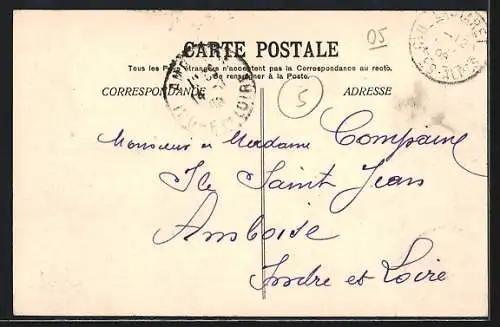 CARTE POSTALE
05
Tous les Pays étrangers n'acceptent pas la Correspondance au recto.
Se renseigner à la Poste.
CORRESPONDANCE
ADRESSE
5
Monsieur et Madame Compaing
Ile Saint Jean
Amboise
Indre et Loire